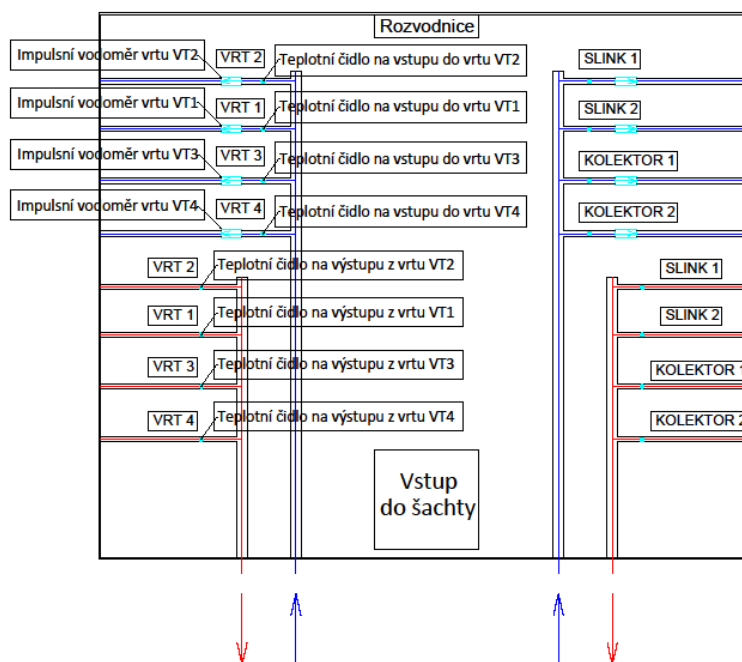 Rozvodnice
Impulsní vodoměr vrtu VT2
VRT 2
Teplotní čidlo na vstupu do vrtu VT2
SLINK 1
Impulsní vodoměr vrtu VT1
VRT 1
Teplotní čidlo na vstupu do vrtu VT1
SLINK 2
Impulsní vodoměr vrtu VT3
VRT 3
Teplotní čidlo na vstupu do vrtu VT3
KOLEKTOR 1
Impulsní vodoměr vrtu VT4
VRT 4
Teplotní čidlo na vstupu do vrtu VT4
KOLEKTOR 2
VRT 2
Teplotní čidlo na výstupu z vrtu VT2
SLINK 1
VRT 1
Teplotní čidlo na výstupu z vrtu VT1
SLINK 2
VRT 3
Teplotní čidlo na výstupu z vrtu VT3
KOLEKTOR 1
VRT 4
Teplotní čidlo na výstupu z vrtu VT4
KOLEKTOR 2
Vstup
do šachty